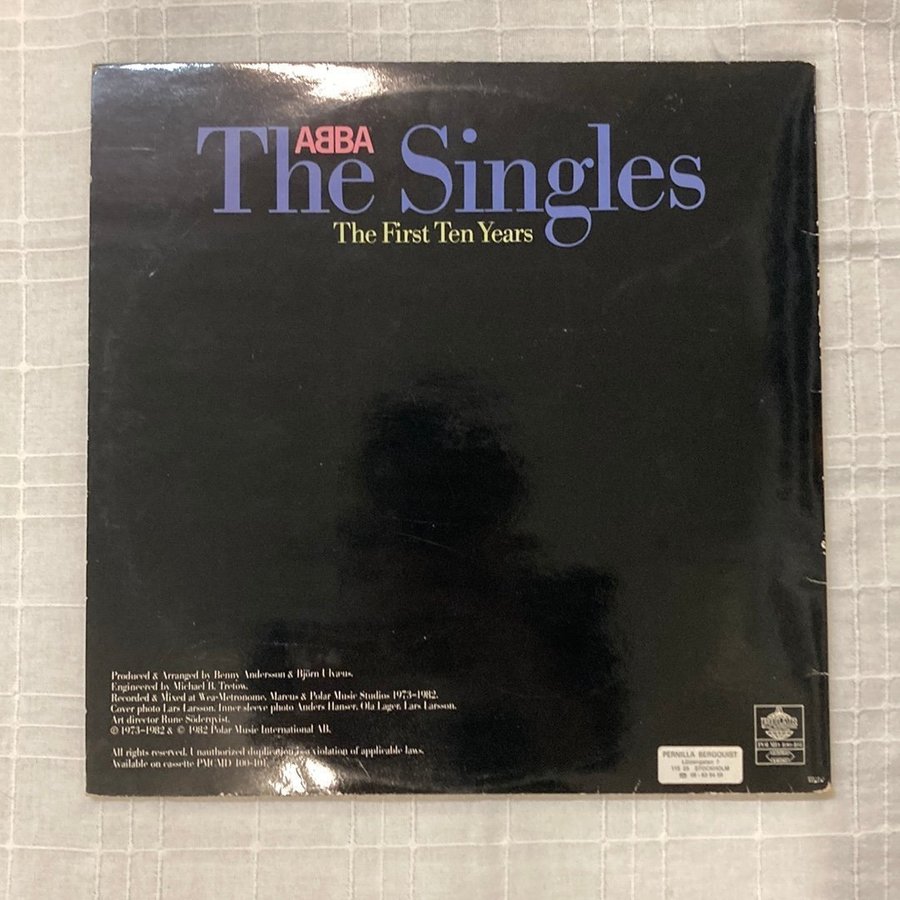 ABBA
The Singles
The First Ten Years
Produced & Arranged by Benny Andersson & Björn Ulvæus.
Engineered by Michael B. Tretow.
Recorded & Mixed at Wea-Metronome, Marcus & Polar Music Studios 1973–1982.
Cover photo Lars Larsson. Inner sleeve photo Anders Hanser, Ola Lager, Lars Larsson.
Art director Rune Söderqvist.
℗ 1973–1982 & © 1982 Polar Music International AB.
All rights reserved. Unauthorized duplication is a violation of applicable laws.
Available on cassette PMCMD 100-101.
PERNILLA BERGQUIST
STOCKHOLM